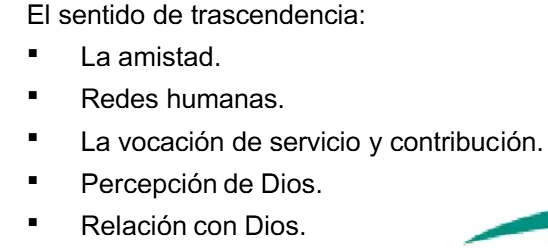 El sentido de trascendencia:
▪ La amistad.
▪ Redes humanas.
▪ La vocación de servicio y contribución.
▪ Percepción de Dios.
▪ Relación con Dios.